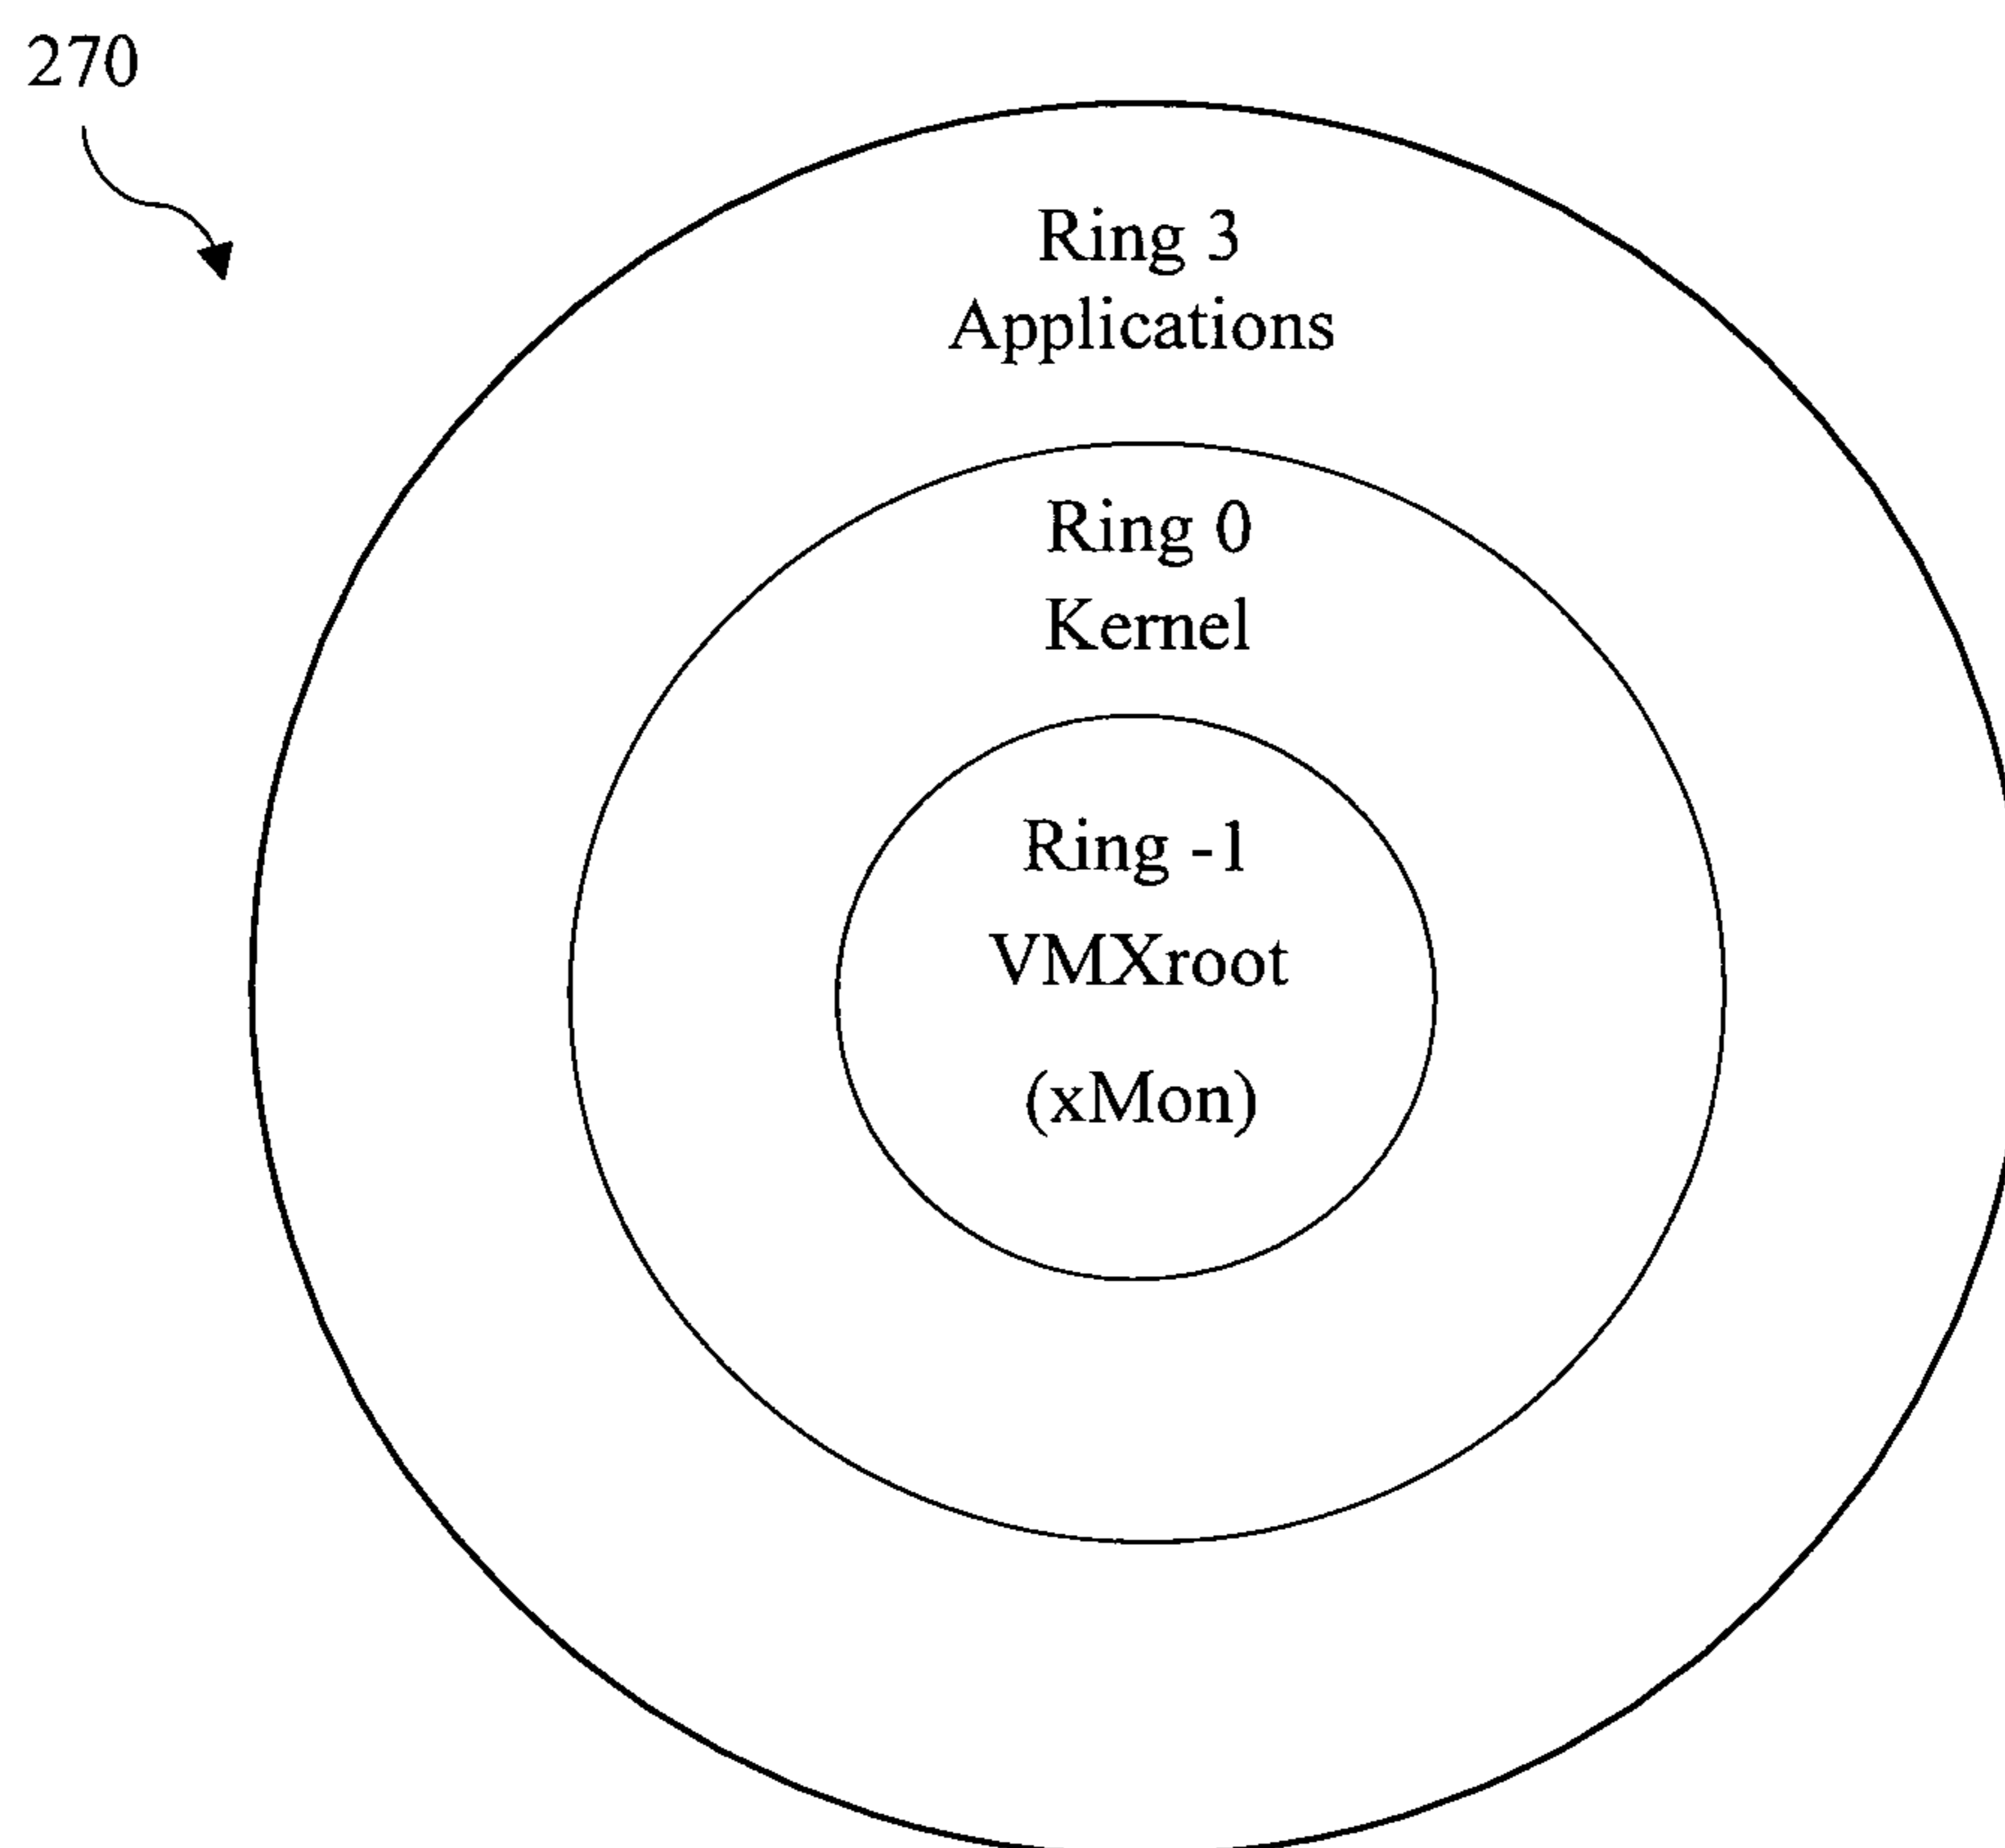 270
Ring 3
Applications
Ring 0
Kernel
Ring -1
VMXroot
(xMon)